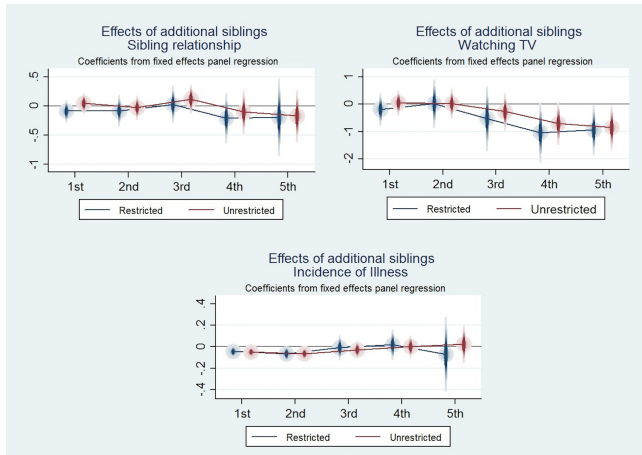 Effects of additional siblings
Sibling relationship
Coefficients from fixed effects panel regression
.5
0
-.5
-1
1st 2nd 3rd 4th 5th
Restricted Unrestricted
Effects of additional siblings
Watching TV
Coefficients from fixed effects panel regression
1
0
-1
-2
1st 2nd 3rd 4th 5th
Restricted Unrestricted
Effects of additional siblings
Incidence of Illness
Coefficients from fixed effects panel regression
.4
.2
0
-.2
-.4
1st 2nd 3rd 4th 5th
Restricted Unrestricted